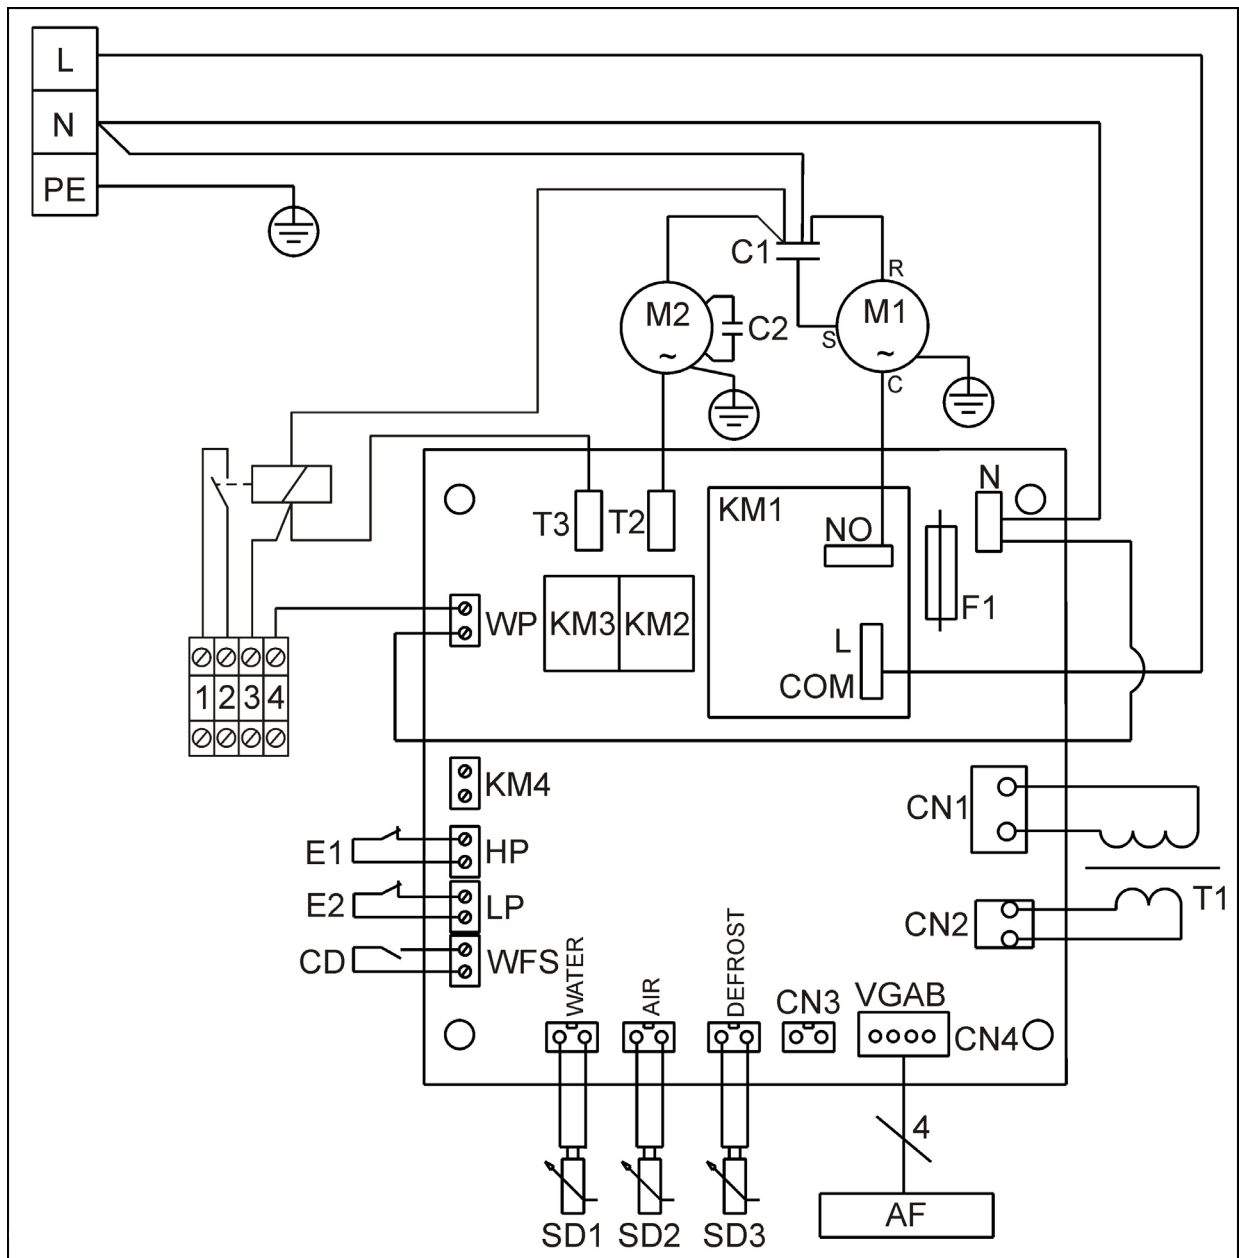 L
N
PE
C1
R
M2
~
C2
M1
~
S
C
N
T3
T2
KM1
NO
F1
WP
KM3
KM2
L
COM
1 2 3 4
KM4
CN1
E1
HP
T1
E2
LP
CN2
CD
WFS
WATER
AIR
DEFROST
CN3
VGAB
CN4
4
AF
SD1
SD2
SD3